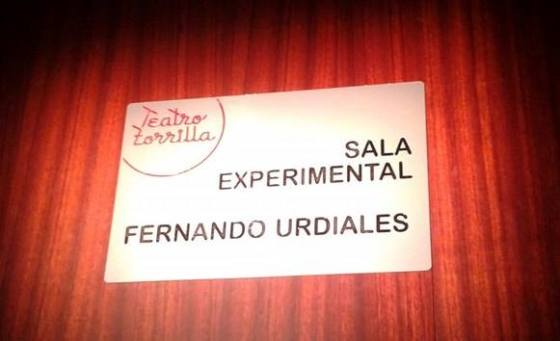 Teatro
Zorrilla
SALA
EXPERIMENTAL
FERNANDO URDIALES